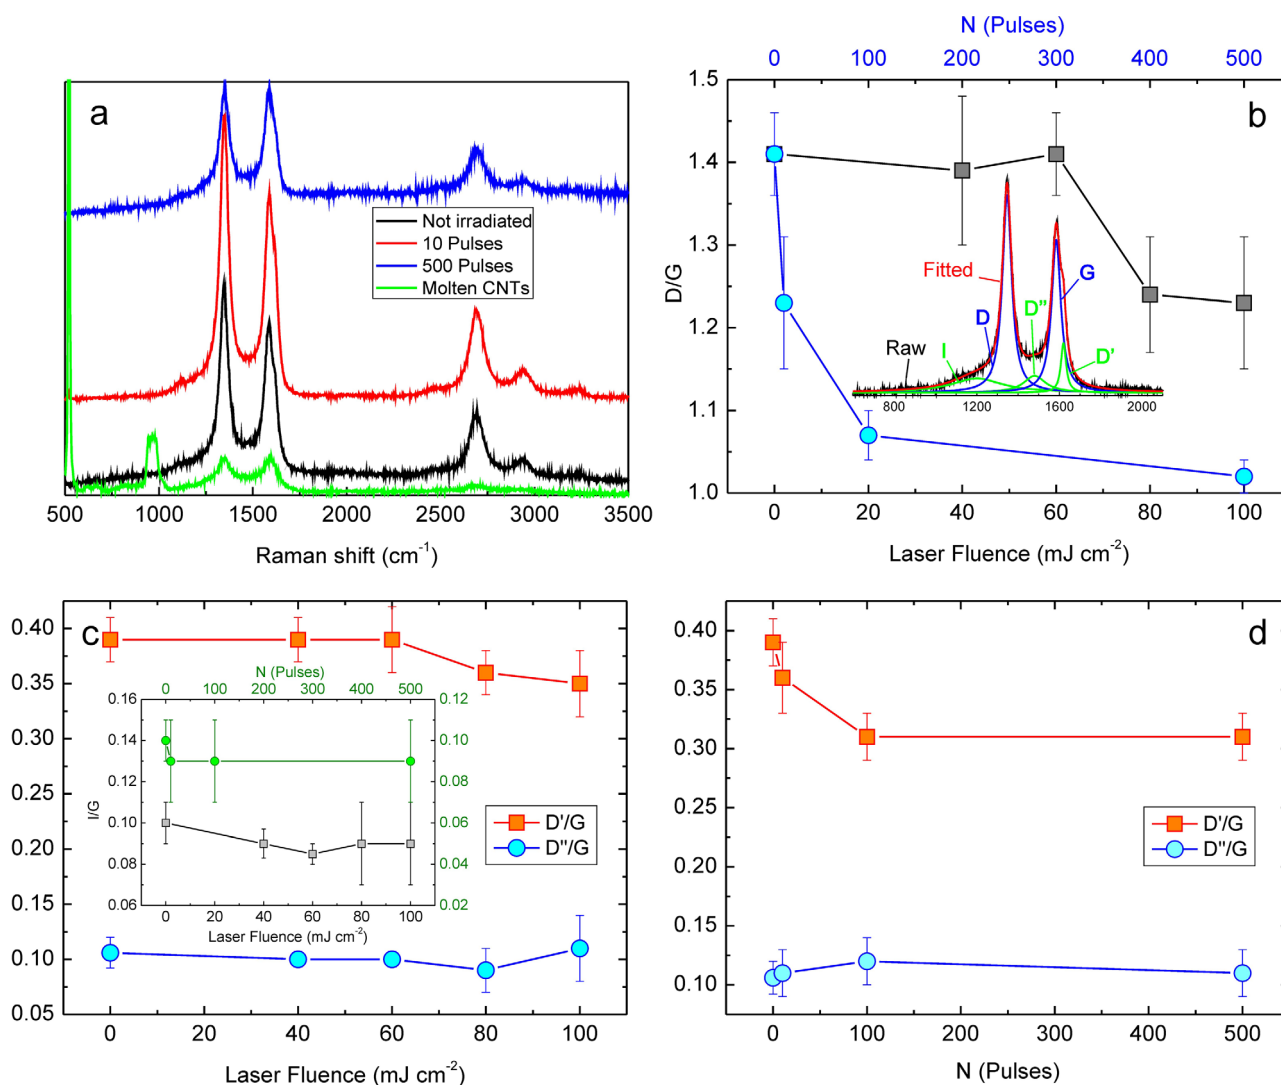 a
Not irradiated
10 Pulses
500 Pulses
Molten CNTs
500 1000 1500 2000 2500 3000 3500
Raman shift (cm⁻¹)
N (Pulses)
0 100 200 300 400 500
b
1.5
1.4
1.3
1.2
1.1
1.0
D/G
Fitted
G
D
D''
Raw
I
D'
800 1200 1600 2000
0 20 40 60 80 100
Laser Fluence (mJ cm⁻²)
c
0.40
0.35
0.30
0.25
0.20
0.15
0.10
0.05
N (Pulses)
0 100 200 300 400 500
0.16
0.14
0.12
0.10
0.08
0.06
I/G
0.12
0.10
0.08
0.06
0.04
0.02
0 20 40 60 80 100
Laser Fluence (mJ cm⁻²)
D'/G
D''/G
0 20 40 60 80 100
Laser Fluence (mJ cm⁻²)
d
0.40
0.35
0.30
0.25
0.20
0.15
0.10
D'/G
D''/G
0 100 200 300 400 500
N (Pulses)